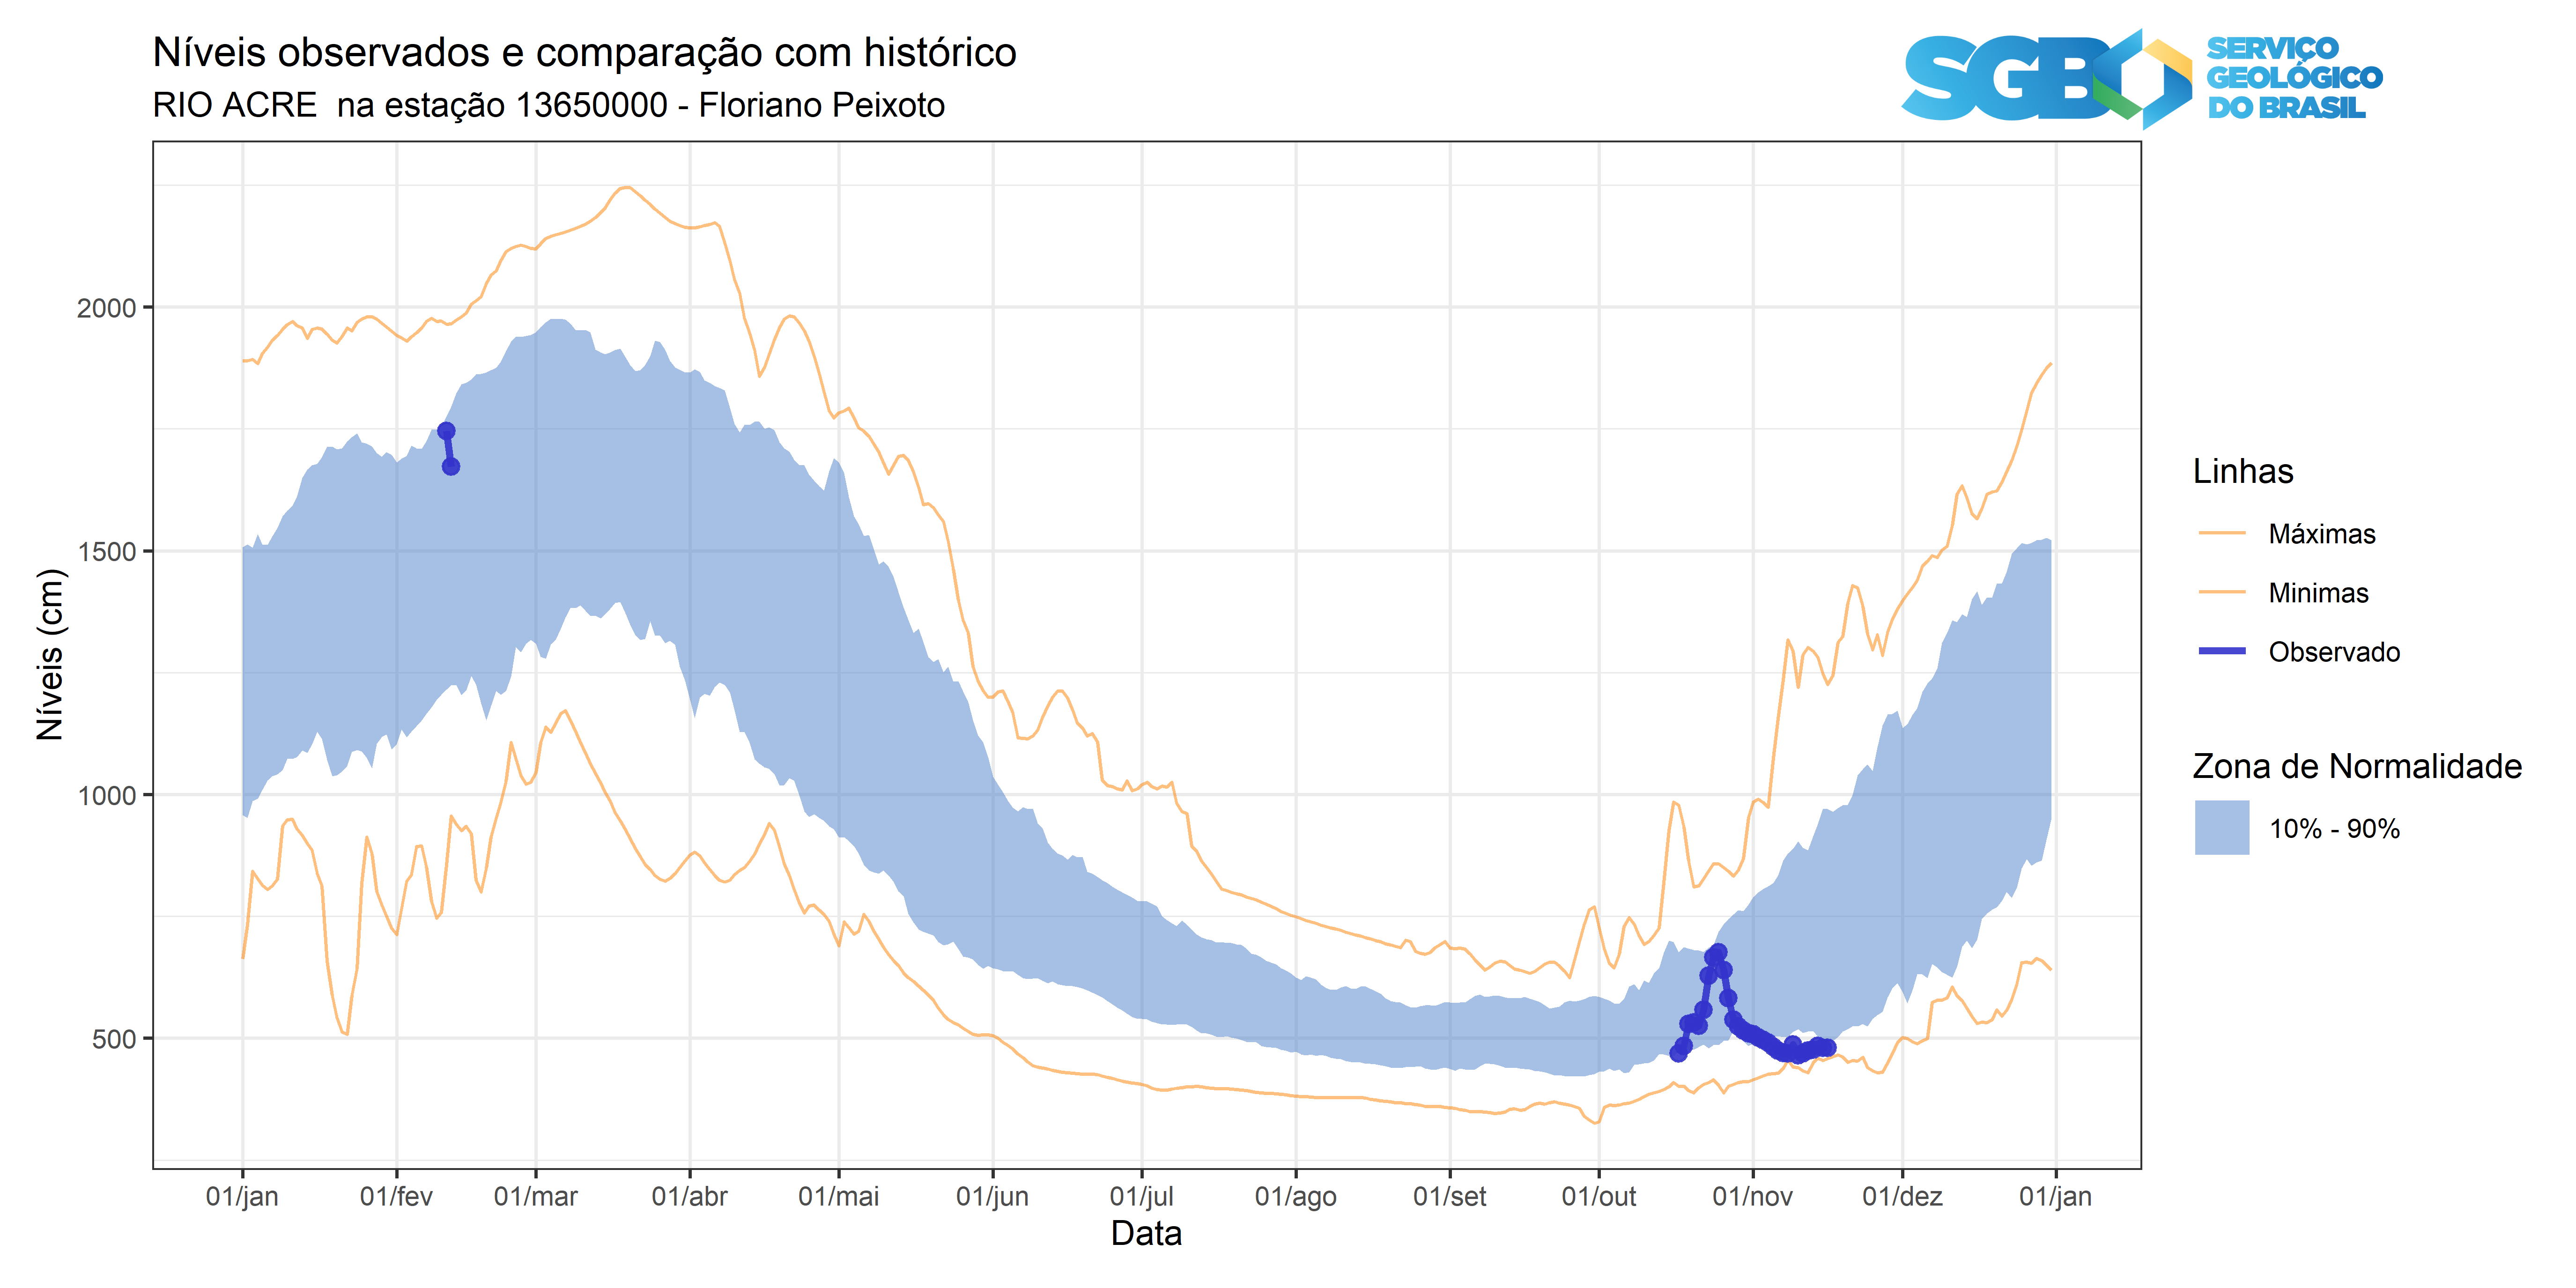 Níveis observados e comparação com histórico
RIO ACRE  na estação 13650000 - Floriano Peixoto
SGB
SERVIÇO
GEOLÓGICO
DO BRASIL
Níveis (cm)
2000
1500
1000
500
01/jan
01/fev
01/mar
01/abr
01/mai
01/jun
01/jul
01/ago
01/set
01/out
01/nov
01/dez
01/jan
Data
Linhas
Máximas
Minimas
Observado
Zona de Normalidade
10% - 90%